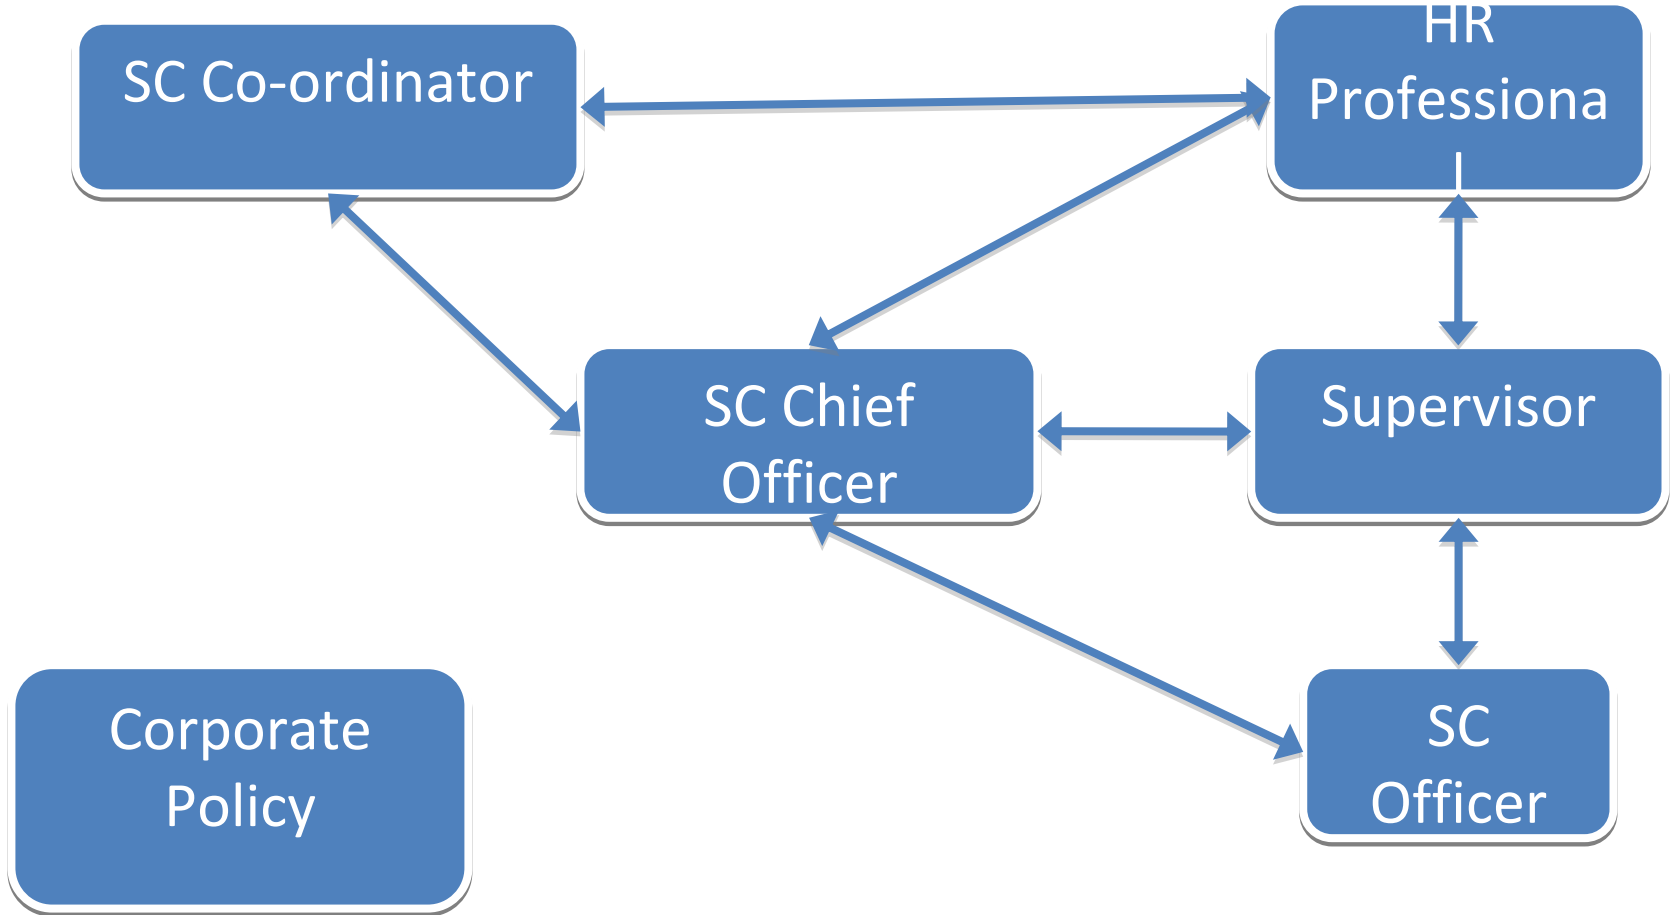 SC Co-ordinator
HR
Professiona
l
SC Chief
Officer
Supervisor
Corporate
Policy
SC
Officer